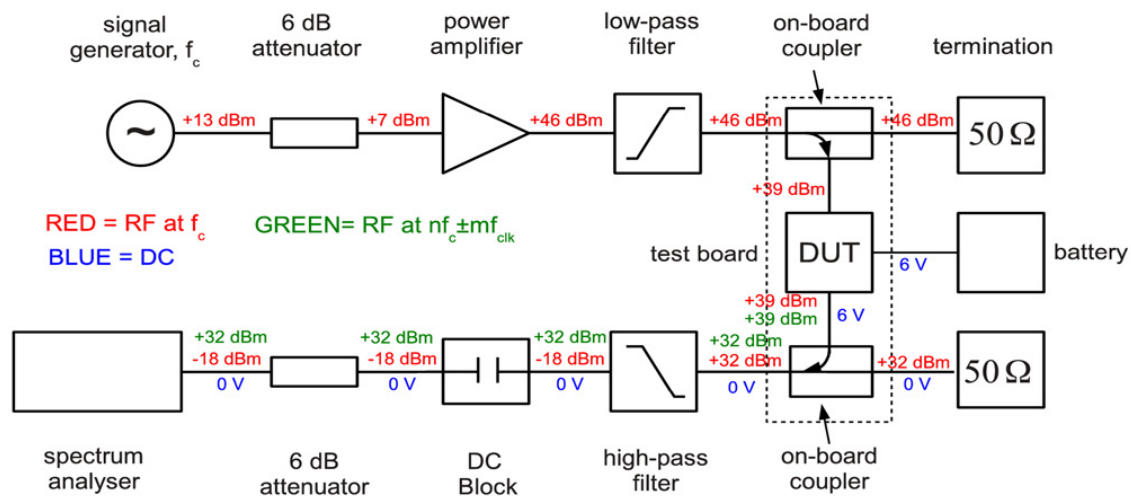 signal
generator, fc
6 dB
attenuator
power
amplifier
low-pass
filter
on-board
coupler
termination
~
+13 dBm
+7 dBm
+46 dBm
+46 dBm
+46 dBm
50 Ω
+39 dBm
RED = RF at fc
GREEN= RF at nfc±mfclk
BLUE = DC
test board
DUT
6 V
battery
+39 dBm
+39 dBm
6 V
+32 dBm
-18 dBm
0 V
+32 dBm
-18 dBm
0 V
+32 dBm
-18 dBm
0 V
+32 dBm
+32 dBm
0 V
+32 dBm
0 V
50 Ω
spectrum
analyser
6 dB
attenuator
DC
Block
high-pass
filter
on-board
coupler